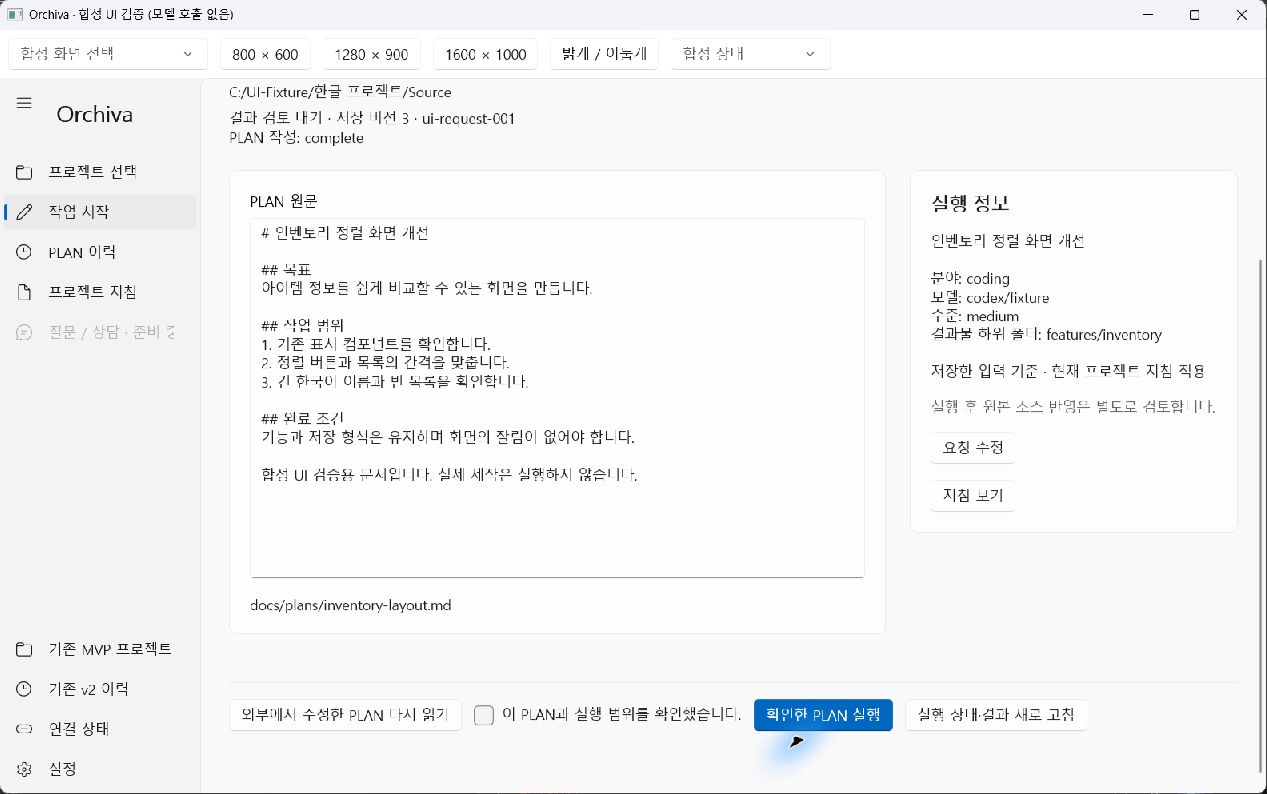 Orchiva · 합성 UI 검증 (모델 호출 없음)
합성 화면 선택
800 × 600
1280 × 900
1600 × 1000
밝게 / 어둡게
합성 상태
Orchiva
프로젝트 선택
작업 시작
PLAN 이력
프로젝트 지침
질문 / 상담 · 준비
기존 MVP 프로젝트
기존 v2 이력
연결 상태
설정
C:/UI-Fixture/한글 프로젝트/Source
결과 검토 대기 · 저장 버전 3 · ui-request-001
PLAN 작성: complete
PLAN 원문
# 인벤토리 정렬 화면 개선
## 목표
아이템 정보를 쉽게 비교할 수 있는 화면을 만듭니다.
## 작업 범위
1. 기존 표시 컴포넌트를 확인합니다.
2. 정렬 버튼과 목록의 간격을 맞춥니다.
3. 긴 한국어 이름과 빈 목록을 확인합니다.
## 완료 조건
기능과 저장 형식은 유지하며 화면의 잘림이 없어야 합니다.
합성 UI 검증용 문서입니다. 실제 제작은 실행하지 않습니다.
docs/plans/inventory-layout.md
실행 정보
인벤토리 정렬 화면 개선
분야: coding
모델: codex/fixture
수준: medium
결과물 하위 폴더: features/inventory
저장한 입력 기준 · 현재 프로젝트 지침 적용
실행 후 원본 소스 반영은 별도로 검토합니다.
요청 수정
지침 보기
외부에서 수정한 PLAN 다시 읽기
이 PLAN과 실행 범위를 확인했습니다.
확인한 PLAN 실행
실행 상태·결과 새로 고침